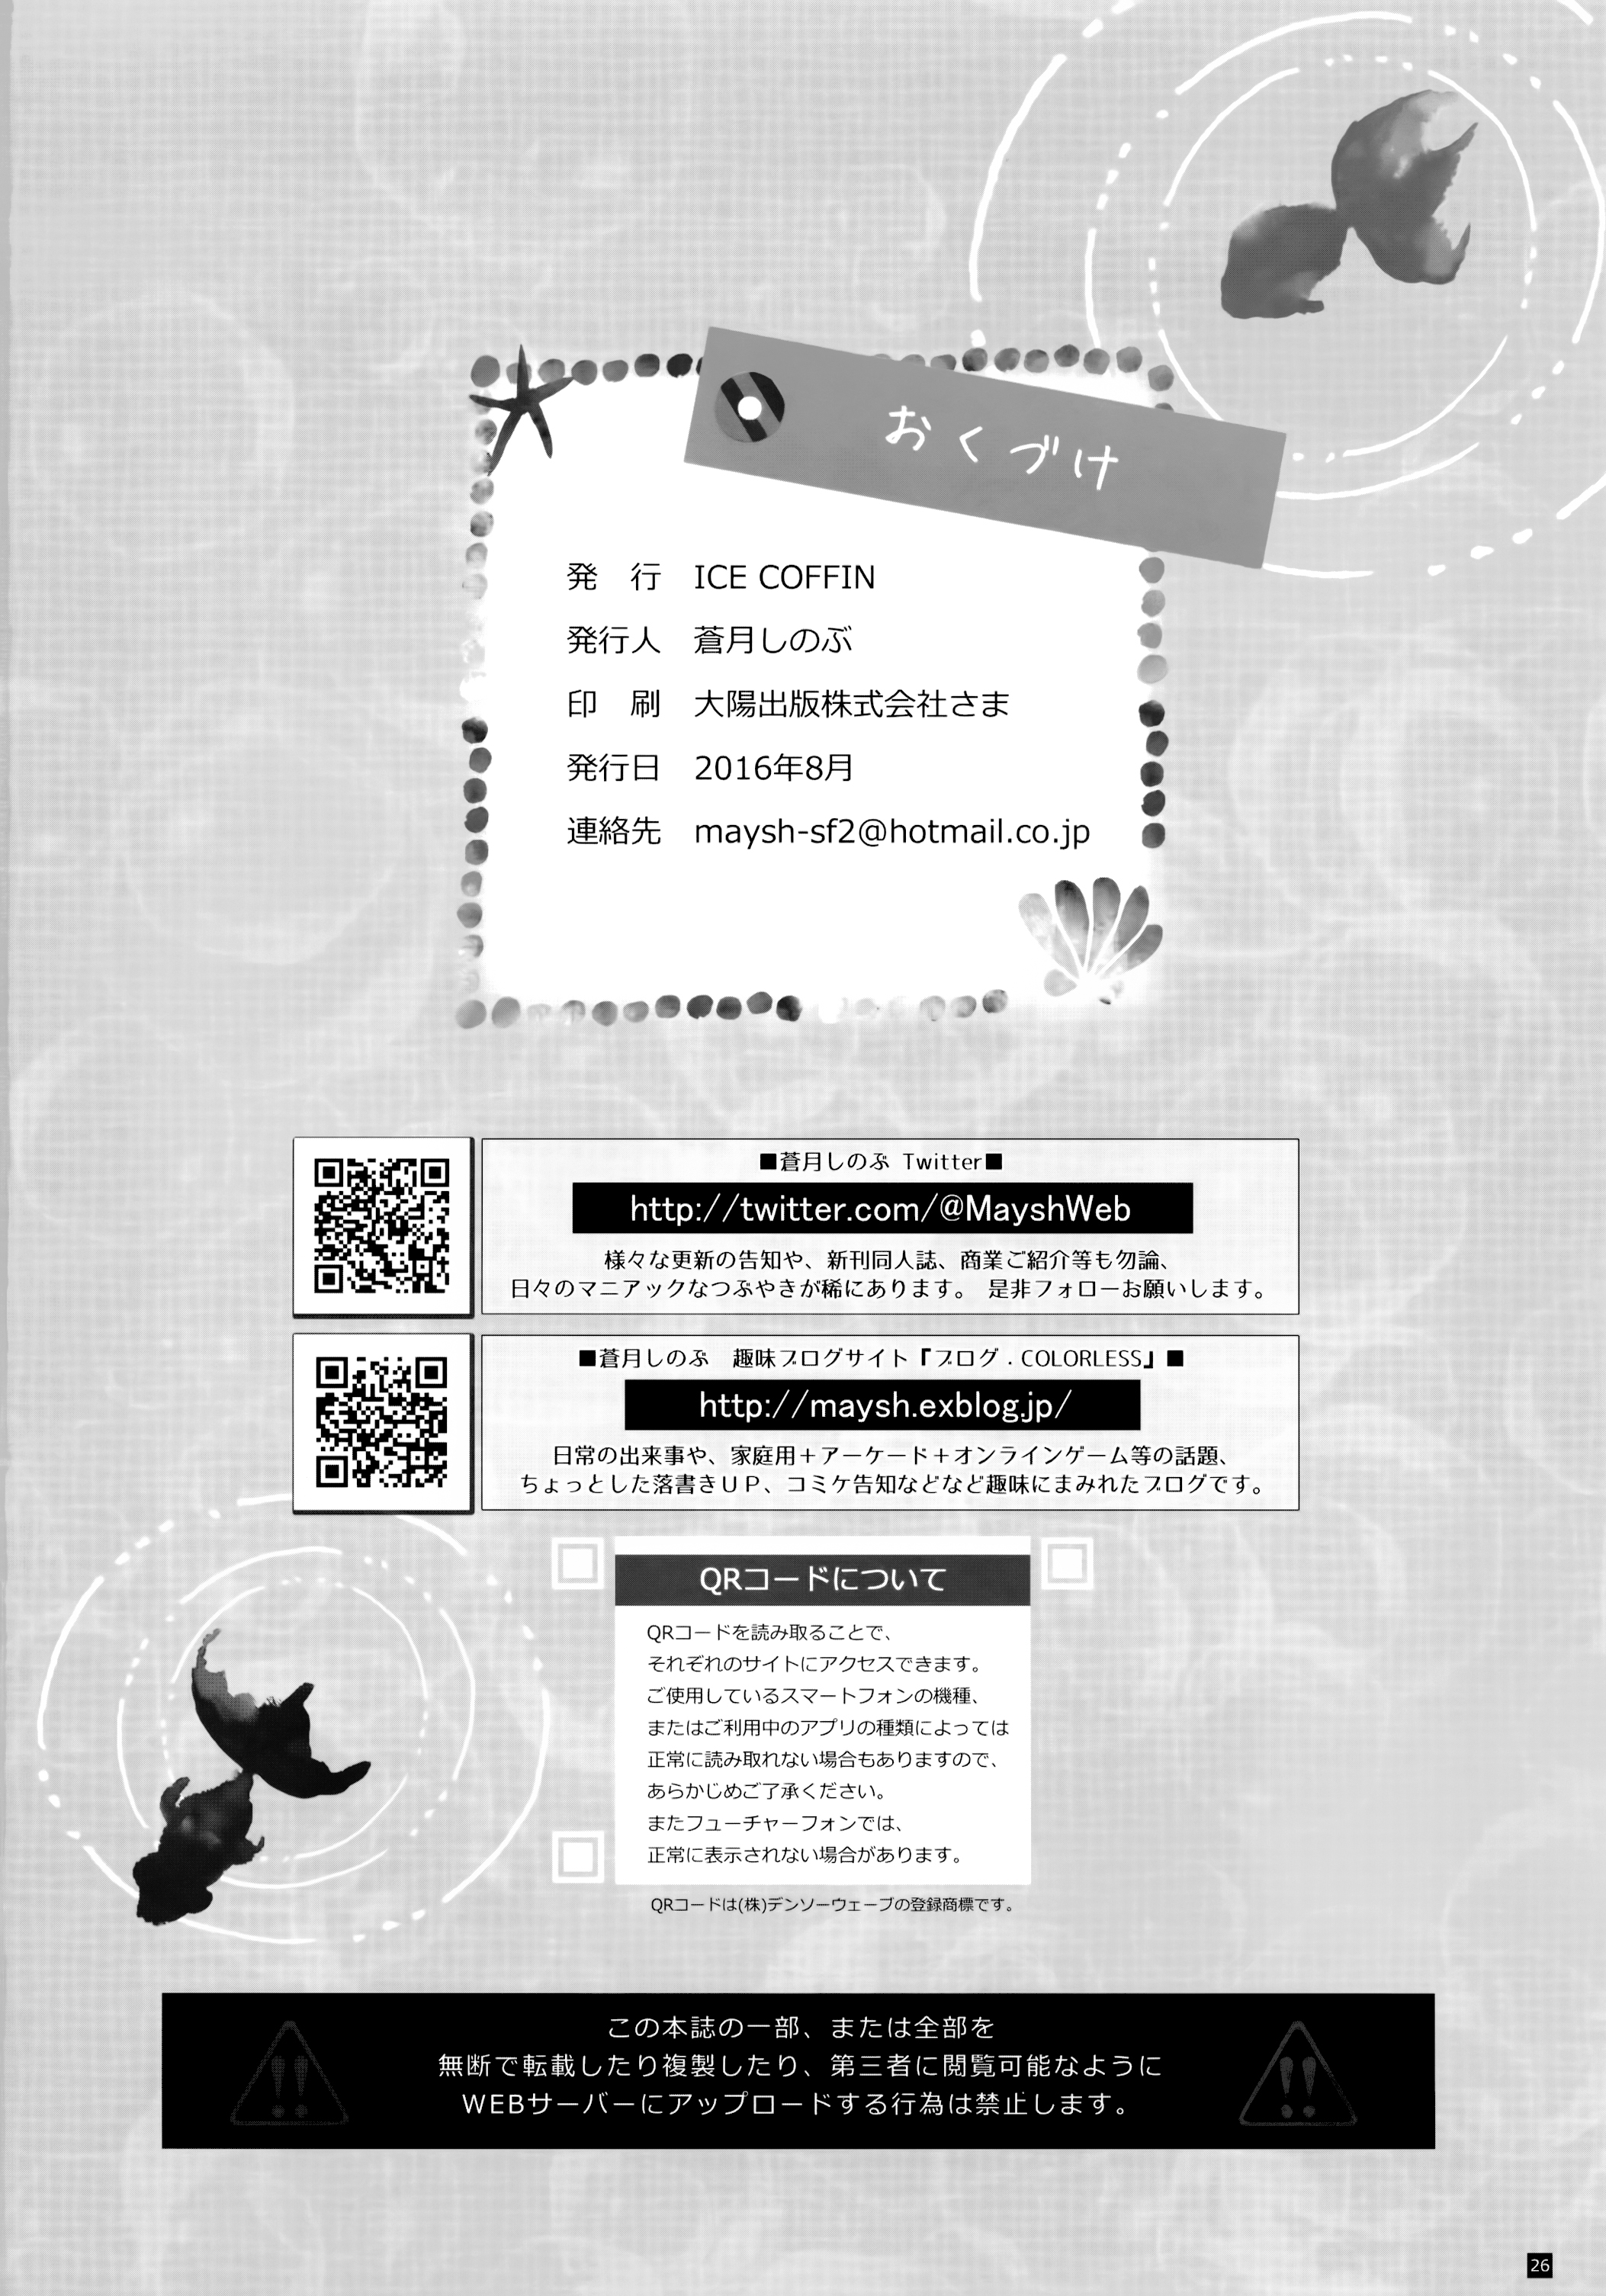 おくづけ
発　行　ICE COFFIN
発行人　蒼月しのぶ
印　刷　大陽出版株式会社さま
発行日　2016年8月
連絡先　maysh-sf2@hotmail.co.jp
■蒼月しのぶ Twitter■
http://twitter.com/@MayshWeb
様々な更新の告知や、新刊同人誌、商業ご紹介等も勿論、
日々のマニアックなつぶやきが稀にあります。 是非フォローお願いします。
■蒼月しのぶ　趣味ブログサイト『ブログ．COLORLESS』■
http://maysh.exblog.jp/
日常の出来事や、家庭用＋アーケード＋オンラインゲーム等の話題、
ちょっとした落書きＵＰ、コミケ告知などなど趣味にまみれたブログです。
QRコードについて
QRコードを読み取ることで、
それぞれのサイトにアクセスできます。
ご使用しているスマートフォンの機種、
またはご利用中のアプリの種類によっては
正常に読み取れない場合もありますので、
あらかじめご了承ください。
またフューチャーフォンでは、
正常に表示されない場合があります。
QRコードは(株)デンソーウェーブの登録商標です。
この本誌の一部、または全部を
無断で転載したり複製したり、第三者に閲覧可能なように
WEBサーバーにアップロードする行為は禁止します。
26